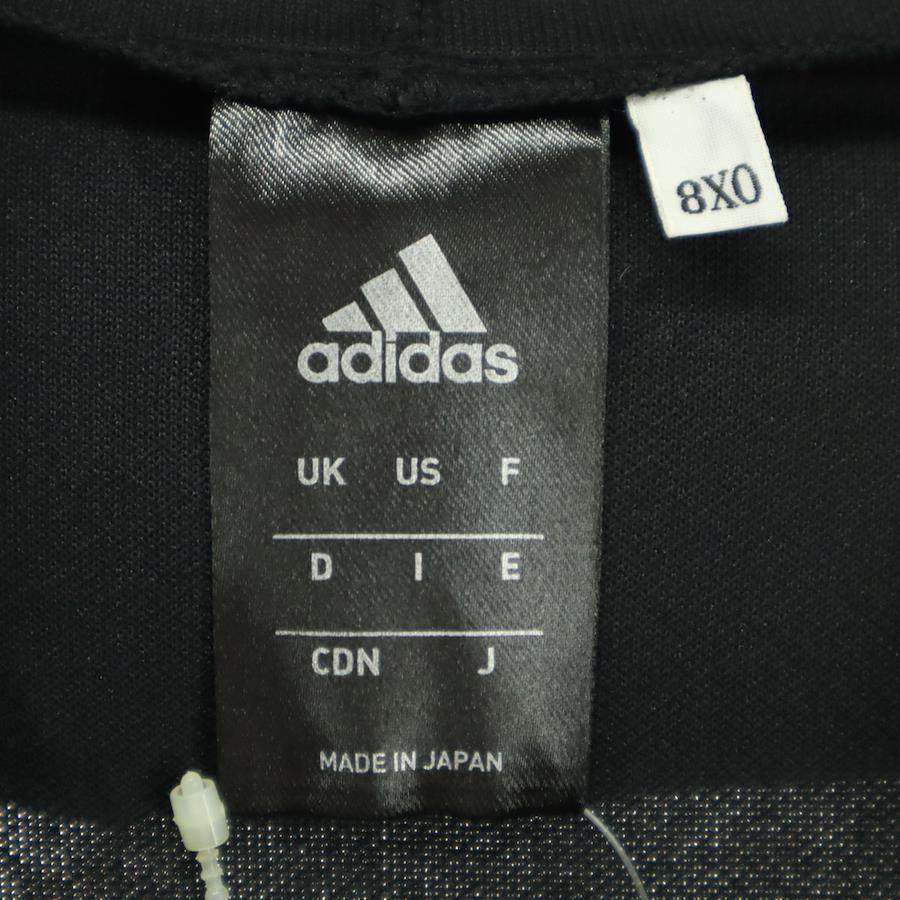 8XO
adidas
UK US F
D I E
CDN J
MADE IN JAPAN